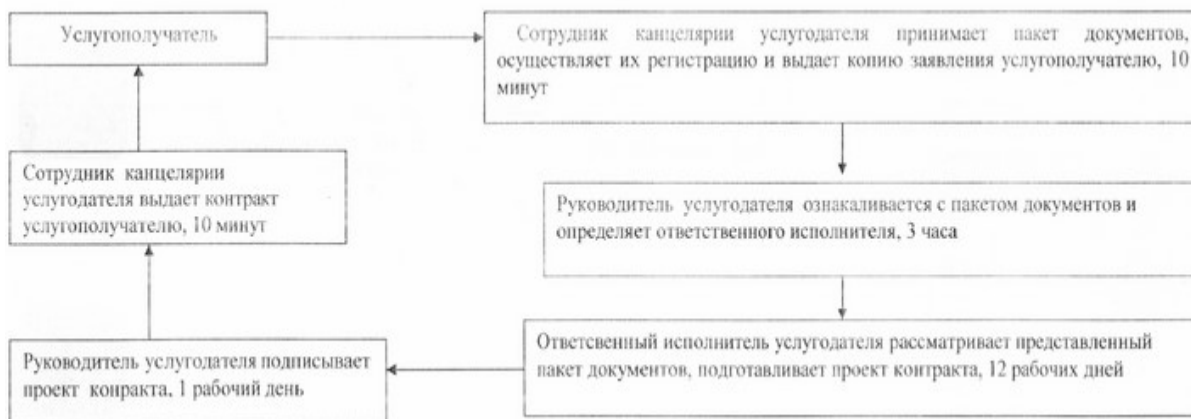 Услугополучатель
Сотрудник канцелярии услугодателя принимает пакет документов,
осуществляет их регистрацию и выдает копию заявления услугополучателю, 10
минут
Руководитель услугодателя ознакаливается с пакетом документов и
определяет ответственного исполнителя, 3 часа
Ответсвенный исполнитель услугодателя рассматривает представленный
пакет документов, подготавливает проект контракта, 12 рабочих дней
Руководитель услугодателя подписывает
проект конракта, 1 рабочий день
Сотрудник канцелярии
услугодателя выдает контракт
услугополучателю, 10 минут